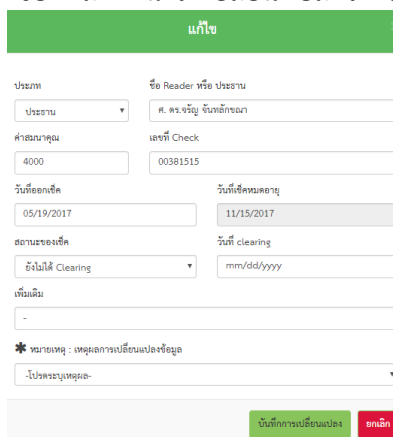 แก้ไข
ประเภท ชื่อ Reader หรือ ประธาน
ประธาน ศ. ดร.จรัญ จันทลักขณา
ค่าสมนาคุณ เลขที่ Check
4000 00381515
วันที่ออกเช็ค วันที่เช็คหมดอายุ
05/19/2017 11/15/2017
สถานะของเช็ค วันที่ clearing
ยังไม่ได้ Clearing mm/dd/yyyy
เพิ่มเติม
-
✱ หมายเหตุ : เหตุผลการเปลี่ยนแปลงข้อมูล
-โปรดระบุเหตุผล-
บันทึกการเปลี่ยนแปลง ยกเลิก